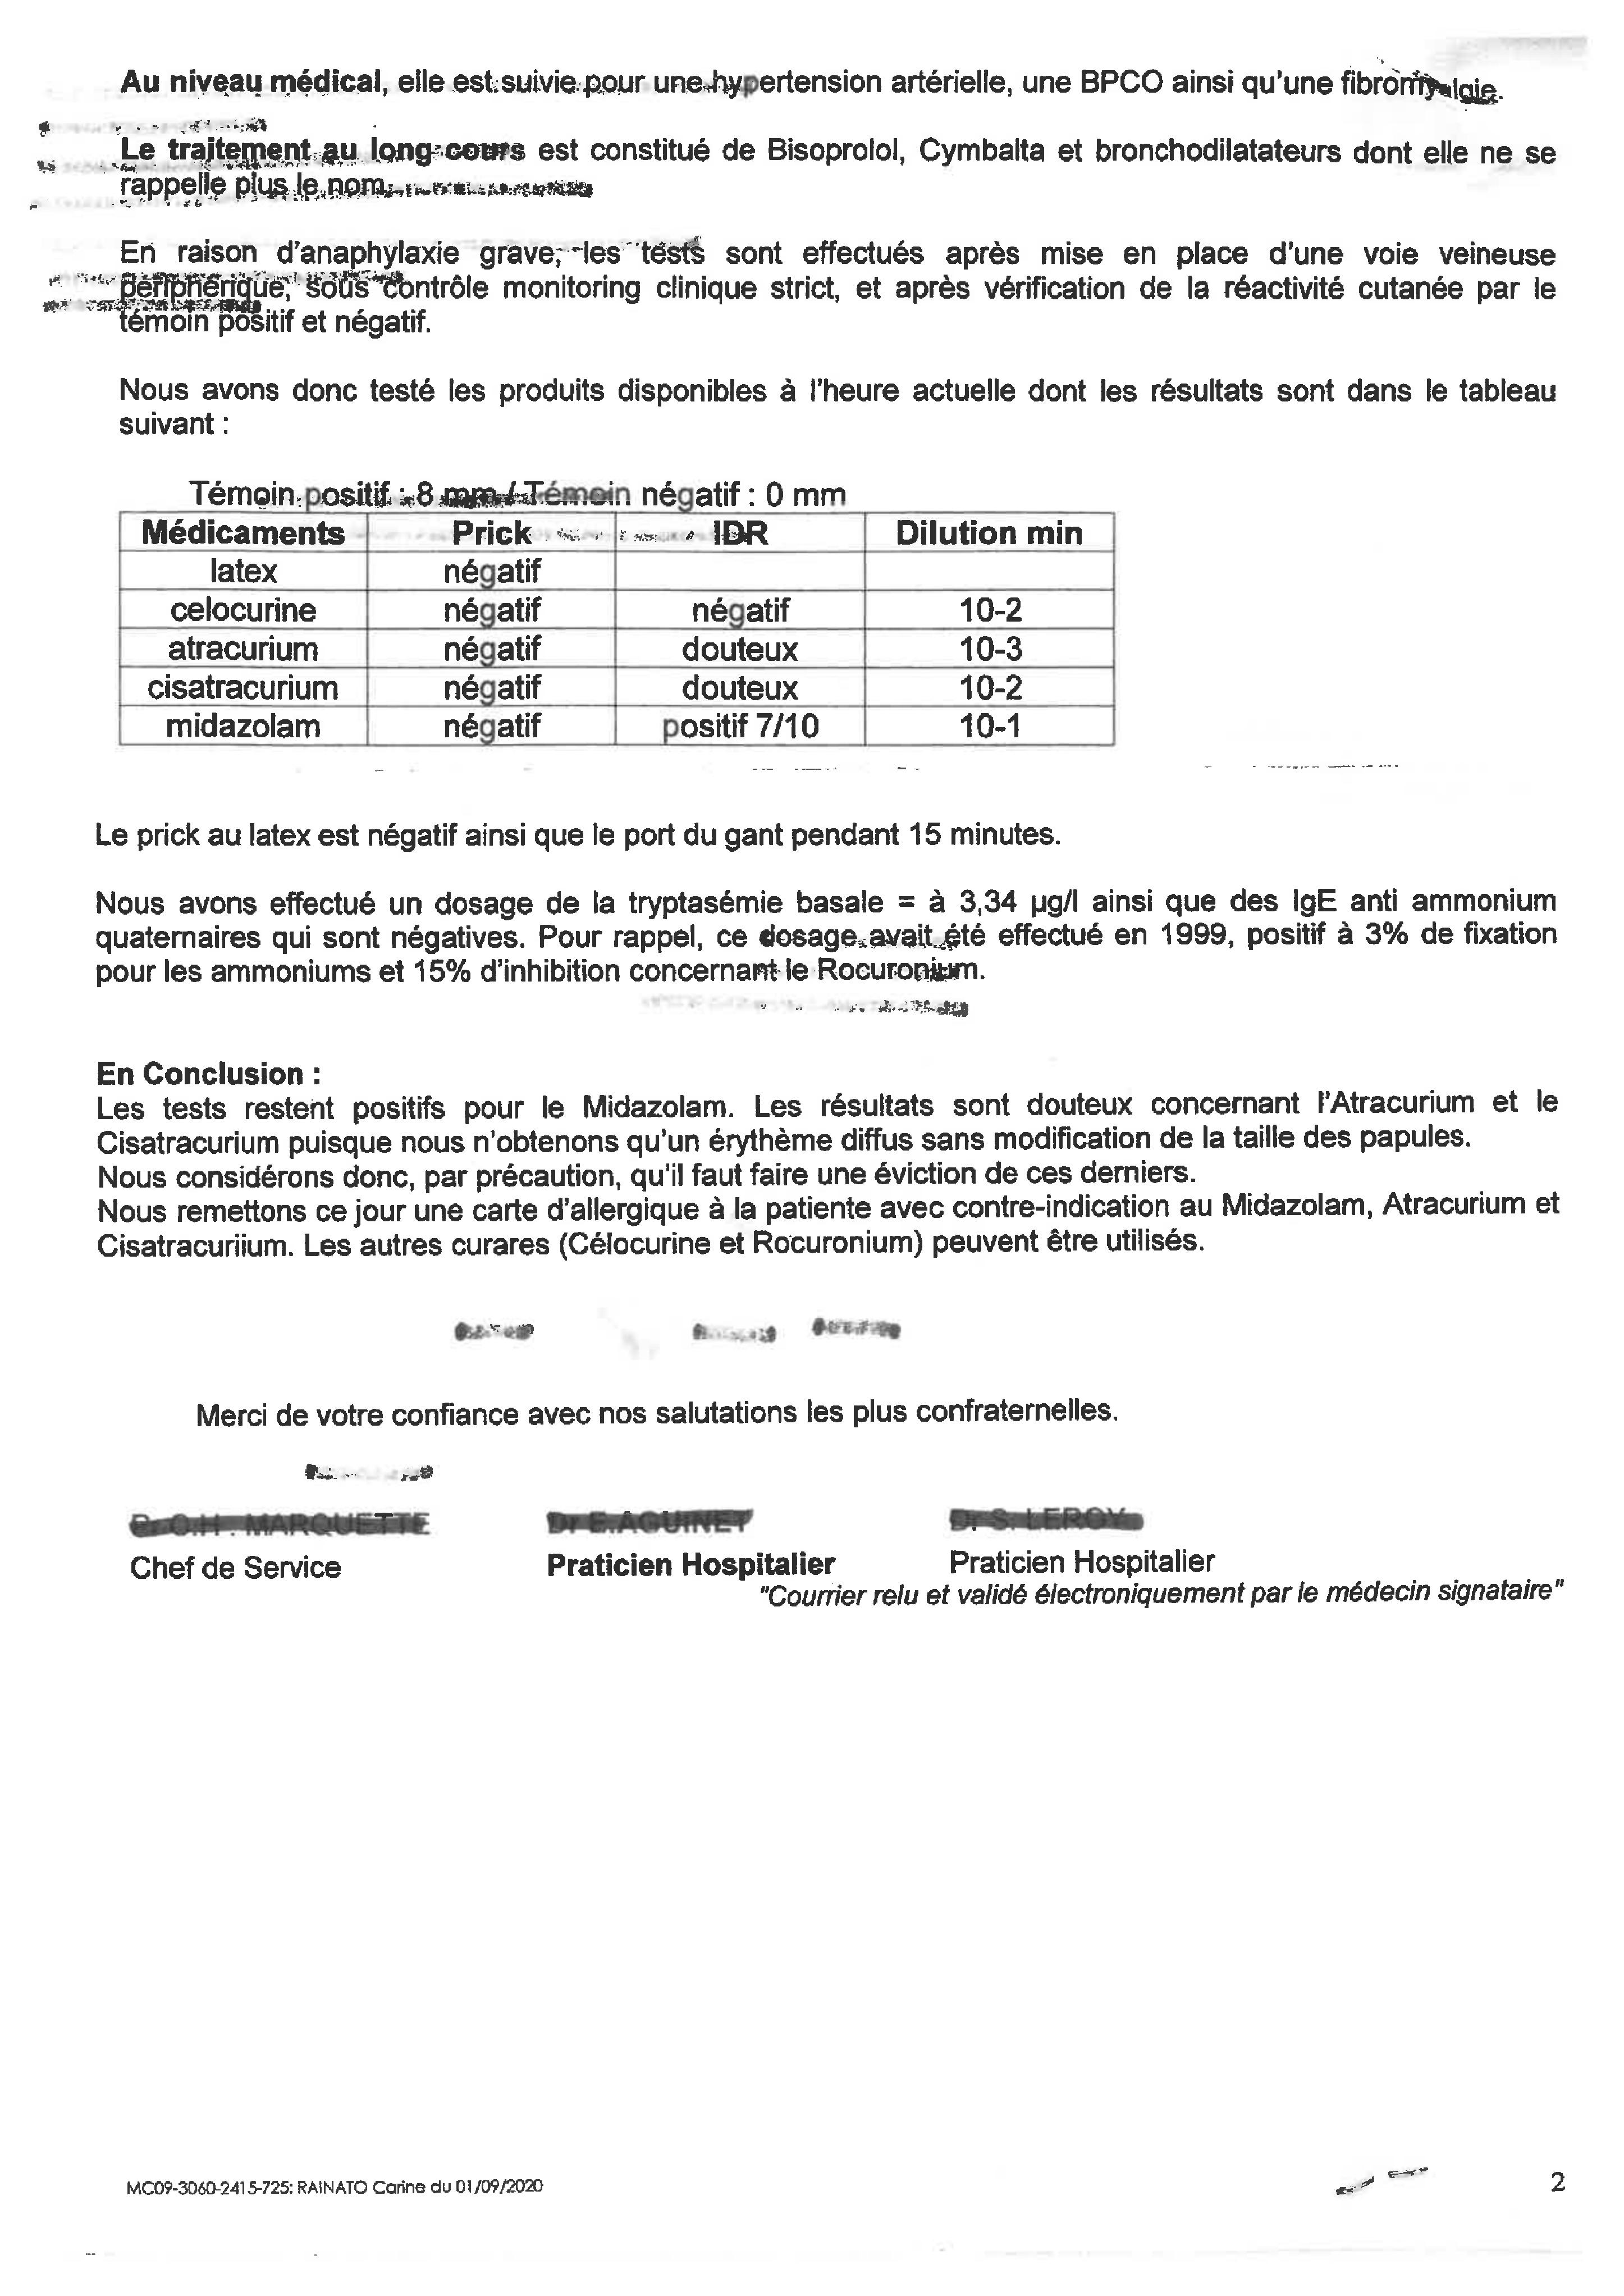 Au niveau médical, elle est suivie pour une hypertension artérielle, une BPCO ainsi qu'une fibromyalgie.
Le traitement au long cours est constitué de Bisoprolol, Cymbalta et bronchodilatateurs dont elle ne se
rappelle plus le nom.
En raison d'anaphylaxie grave, les tests sont effectués après mise en place d'une voie veineuse
périphérique, sous contrôle monitoring clinique strict, et après vérification de la réactivité cutanée par le
témoin positif et négatif.
Nous avons donc testé les produits disponibles à l'heure actuelle dont les résultats sont dans le tableau
suivant :
Témoin positif : 8 mm / Témoin négatif : 0 mm
Médicaments Prick IDR Dilution min
latex négatif
celocurine négatif négatif 10-2
atracurium négatif douteux 10-3
cisatracurium négatif douteux 10-2
midazolam négatif positif 7/10 10-1
Le prick au latex est négatif ainsi que le port du gant pendant 15 minutes.
Nous avons effectué un dosage de la tryptasémie basale = à 3,34 µg/l ainsi que des IgE anti ammonium
quaternaires qui sont négatives. Pour rappel, ce dosage avait été effectué en 1999, positif à 3% de fixation
pour les ammoniums et 15% d'inhibition concernant le Rocuronium.
En Conclusion :
Les tests restent positifs pour le Midazolam. Les résultats sont douteux concernant l'Atracurium et le
Cisatracurium puisque nous n'obtenons qu'un érythème diffus sans modification de la taille des papules.
Nous considérons donc, par précaution, qu'il faut faire une éviction de ces derniers.
Nous remettons ce jour une carte d'allergique à la patiente avec contre-indication au Midazolam, Atracurium et
Cisatracuriium. Les autres curares (Célocurine et Rocuronium) peuvent être utilisés.
Merci de votre confiance avec nos salutations les plus confraternelles.
Pr C.H . MARQUETTE Dr E.AGUINET Dr S. LEROY
Chef de Service Praticien Hospitalier Praticien Hospitalier
"Courrier relu et validé électroniquement par le médecin signataire"
MC09-3060-2415-725: RAINATO Carine du 01/09/2020 2